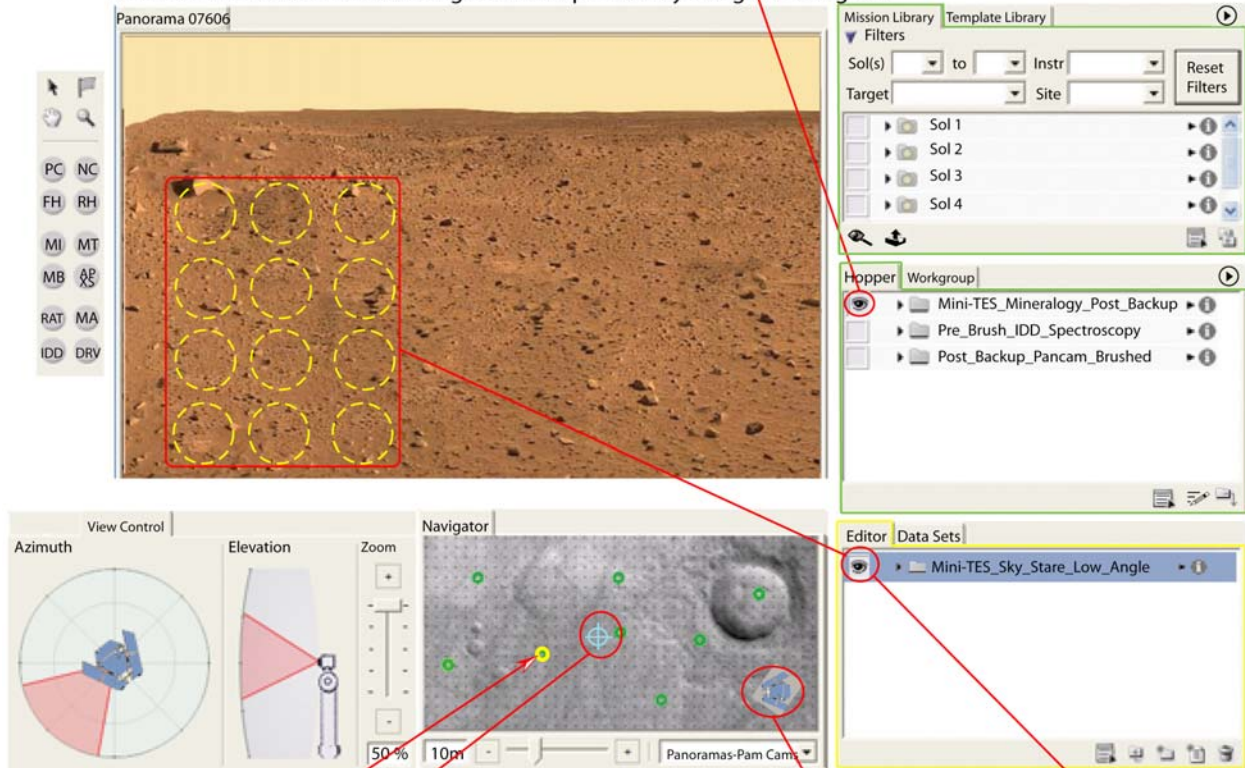 Panorama 07606
PC NC
FH RH
MI MT
MB APXS
RAT MA
IDD DRV
Mission Library Template Library
Filters
Sol(s) to Instr
Reset Filters
Target Site
Sol 1
Sol 2
Sol 3
Sol 4
Hopper Workgroup
Mini-TES_Mineralogy_Post_Backup
Pre_Brush_IDD_Spectroscopy
Post_Backup_Pancam_Brushed
View Control
Azimuth Elevation Zoom
50 %
Navigator
10m
Panoramas-Pam Cams
Editor Data Sets
Mini-TES_Sky_Stare_Low_Angle